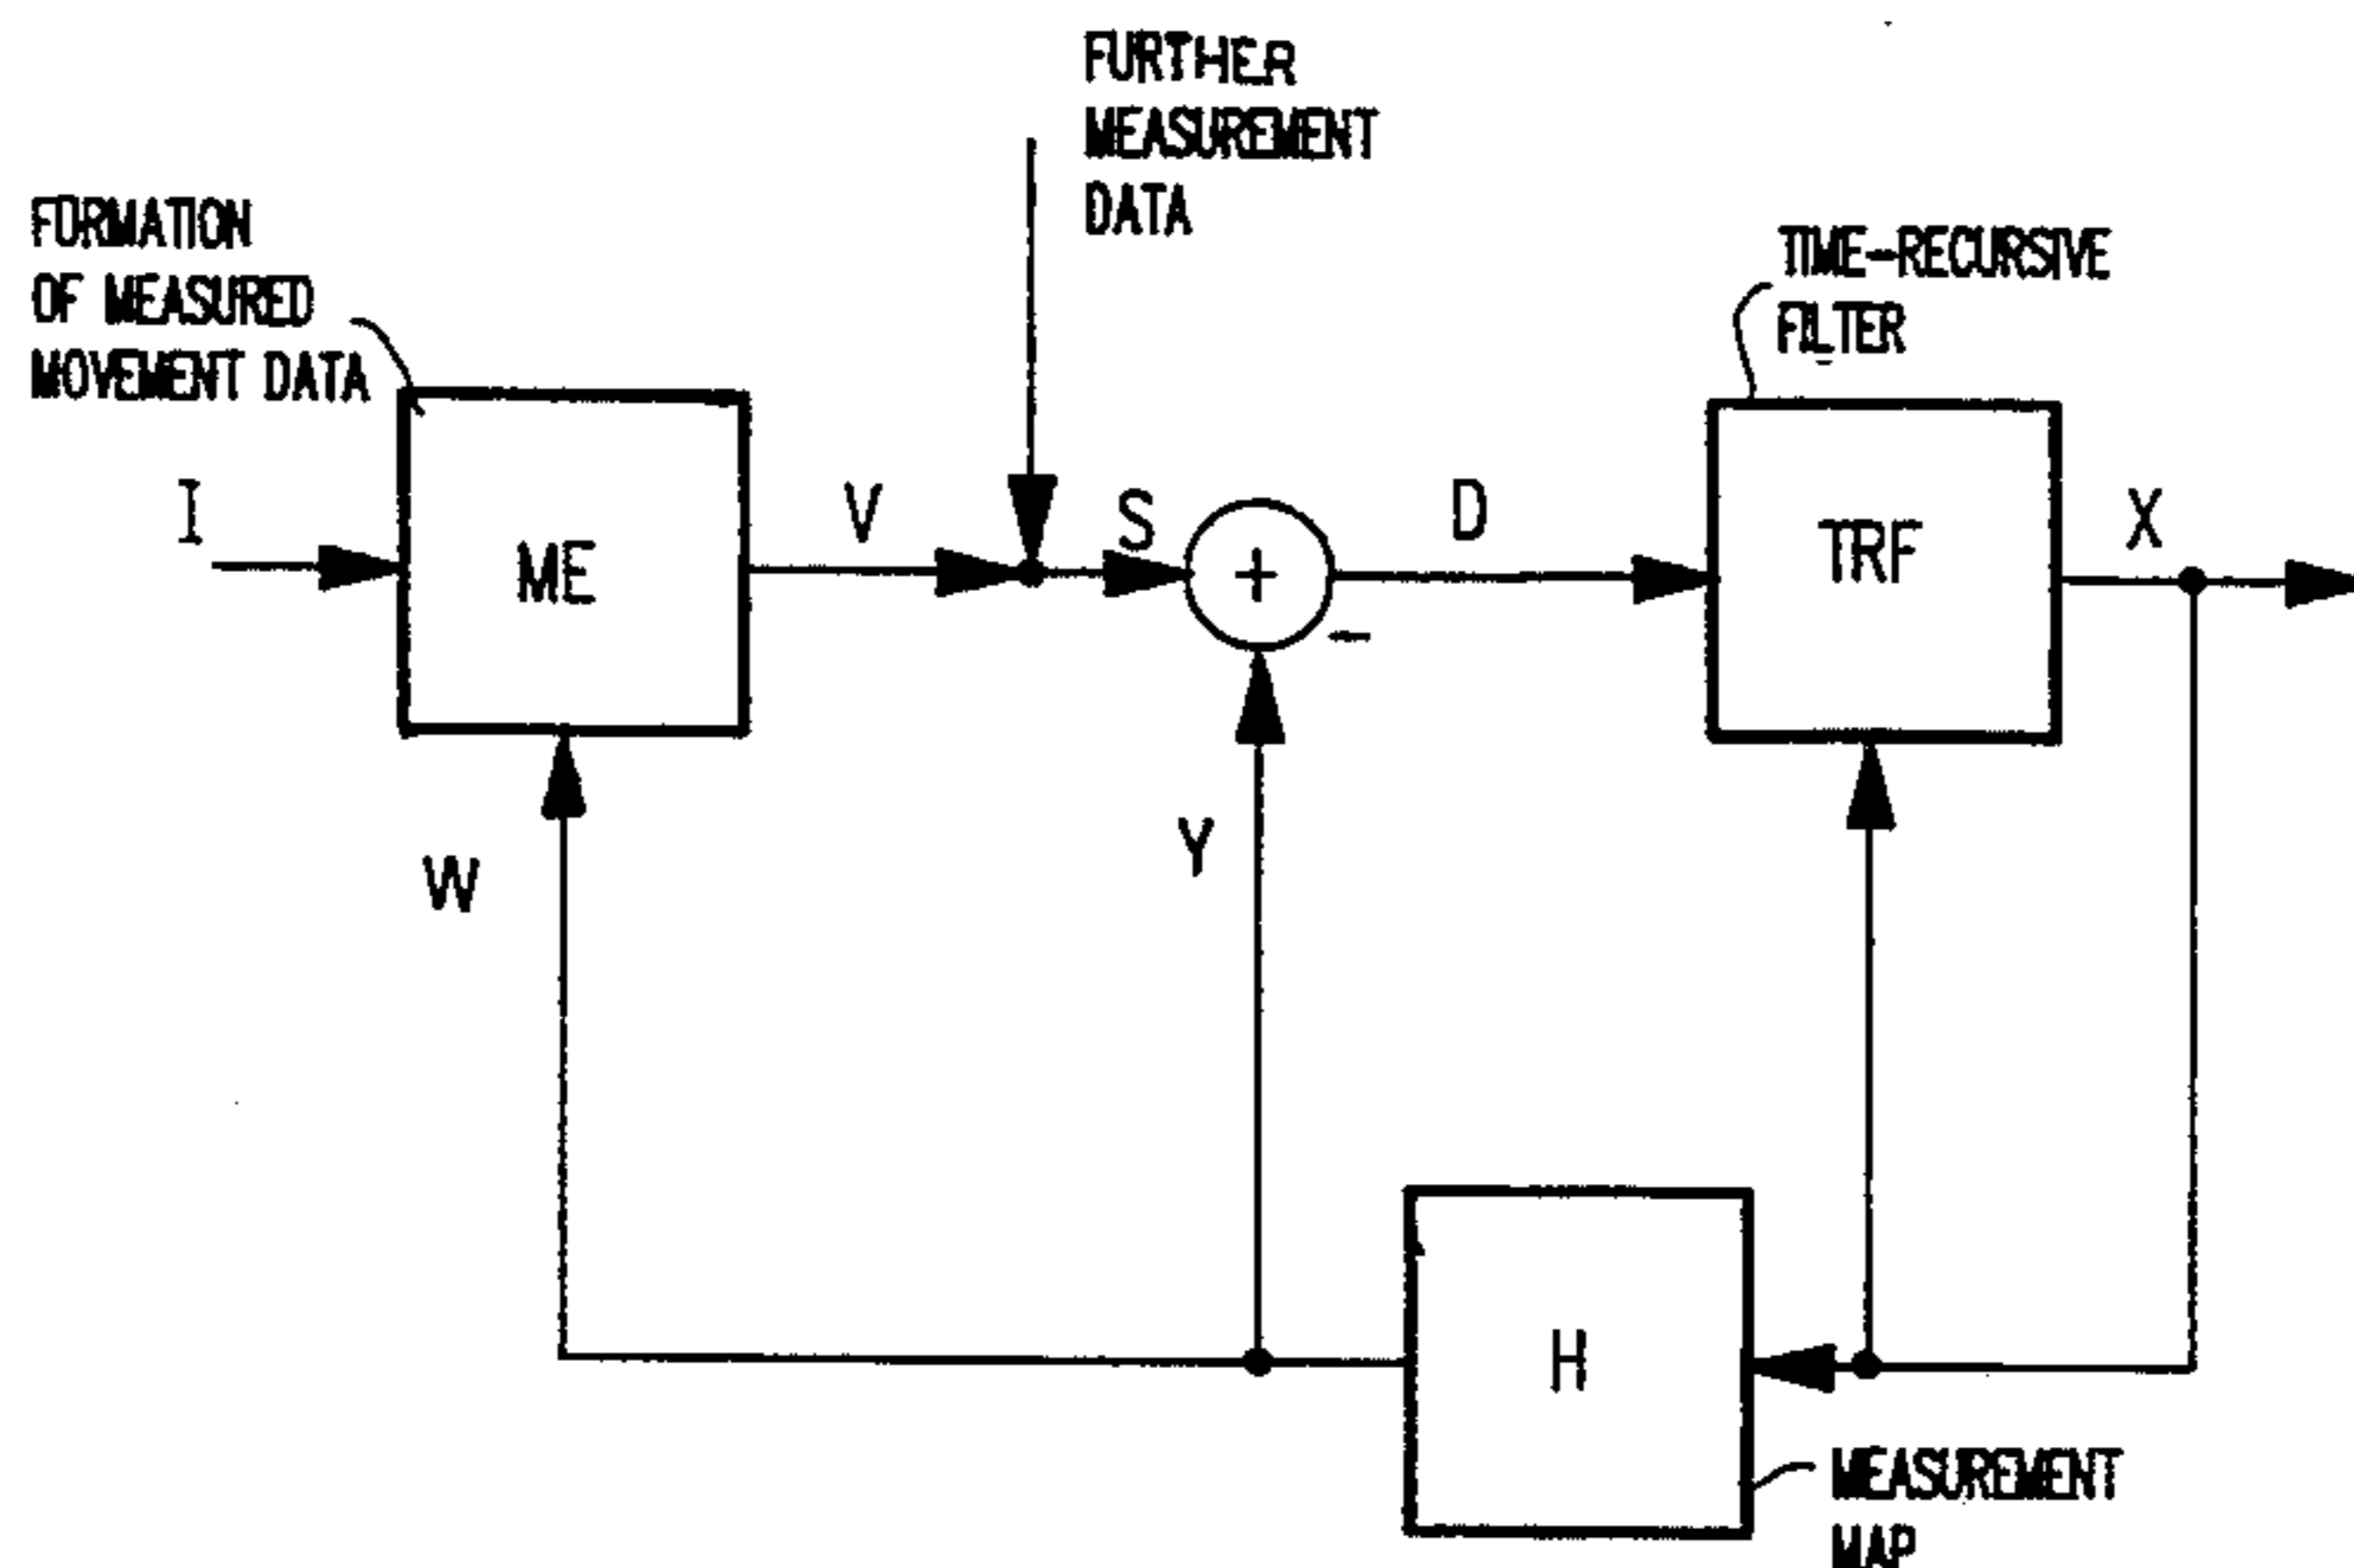 FURTHER
MEASUREMENT
DATA
FORMATION
OF MEASURED
MOVEMENT DATA
TIME-RECURSIVE
FILTER
I
ME
V
S
+
D
-
TRF
X
W
Y
H
MEASUREMENT
MAP